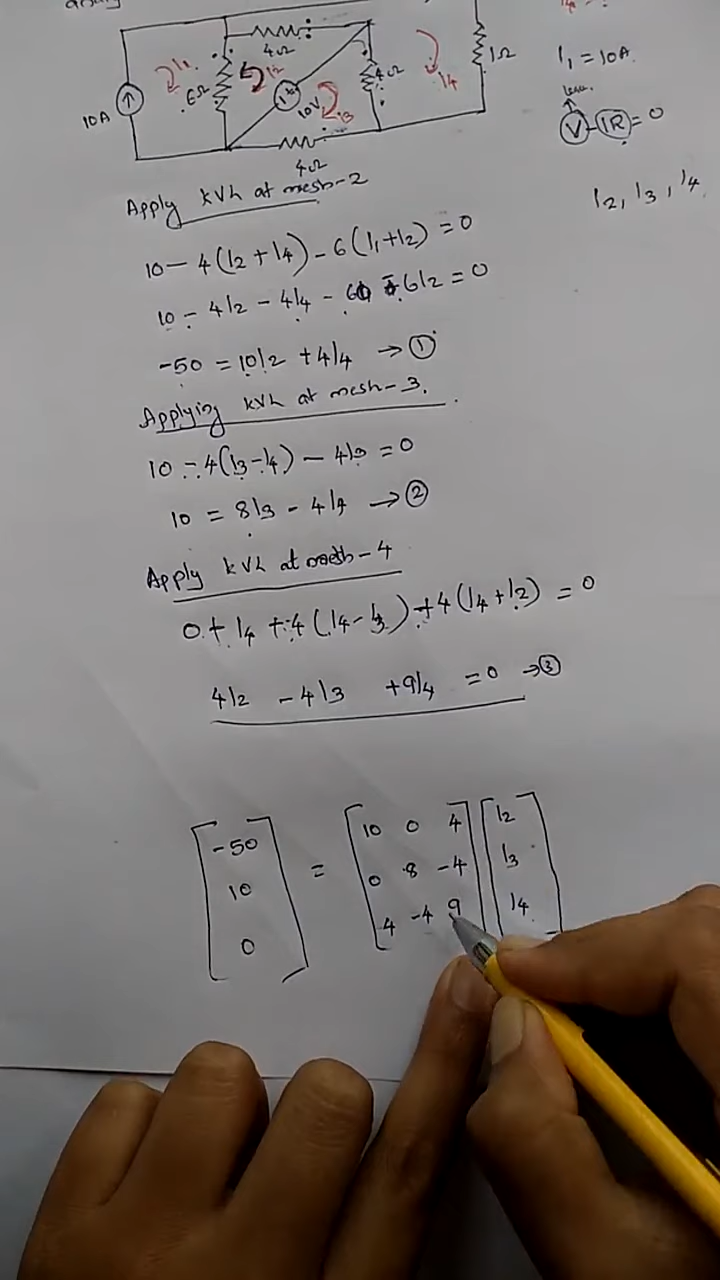 4Ω
I₁
I₂
6Ω
10A
10V
I₃
4Ω
I₄
1Ω
4Ω
I₁ = 10A.
V - IR = 0
I₂, I₃, I₄
Apply KVL at mesh-2
10 - 4(I₂ + I₄) - 6(I₁ + I₂) = 0
10 - 4I₂ - 4I₄ - 60 - 6I₂ = 0
-50 = 10I₂ + 4I₄ → ①
Applying KVL at mesh-3.
10 - 4(I₃ - I₄) - 4I₃ = 0
10 = 8I₃ - 4I₄ → ②
Apply KVL at mesh-4
0 + I₄ + 4(I₄ - I₃) + 4(I₄ + I₂) = 0
4I₂ - 4I₃ + 9I₄ = 0 → ③
-50 10 0 4 I₂
10 = 0 8 -4 I₃
0 4 -4 9 I₄